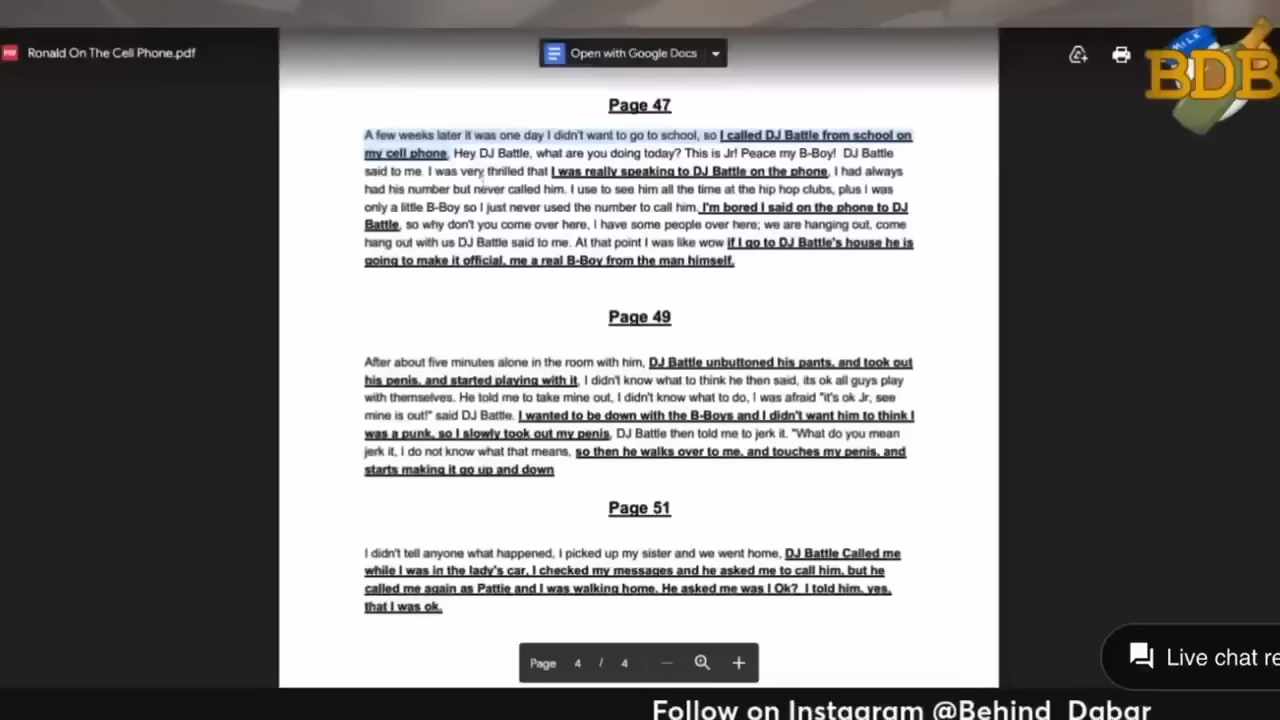 Ronald On The Cell Phone.pdf
Open with Google Docs
MILK
BDB
Page 47
A few weeks later it was one day I didn't want to go to school, so I called DJ Battle from school on
my cell phone, Hey DJ Battle, what are you doing today? This is Jr! Peace my B-Boy! DJ Battle
said to me. I was very thrilled that I was really speaking to DJ Battle on the phone, I had always
had his number but never called him. I use to see him all the time at the hip hop clubs, plus I was
only a little B-Boy so I just never used the number to call him, I'm bored I said on the phone to DJ
Battle, so why don't you come over here, I have some people over here; we are hanging out, come
hang out with us DJ Battle said to me. At that point I was like wow if I go to DJ Battle's house he is
going to make it official, me a real B-Boy from the man himself.
Page 49
After about five minutes alone in the room with him, DJ Battle unbuttoned his pants, and took out
his penis, and started playing with it, I didn't know what to think he then said, its ok all guys play
with themselves. He told me to take mine out, I didn't know what to do, I was afraid "it's ok Jr, see
mine is out!" said DJ Battle. I wanted to be down with the B-Boys and I didn't want him to think I
was a punk, so I slowly took out my penis, DJ Battle then told me to jerk it. "What do you mean
jerk it, I do not know what that means, so then he walks over to me, and touches my penis, and
starts making it go up and down
Page 51
I didn't tell anyone what happened, I picked up my sister and we went home, DJ Battle Called me
while I was in the lady's car, I checked my messages and he asked me to call him, but he
called me again as Pattie and I was walking home. He asked me was I Ok? I told him, yes,
that I was ok.
Page 4 / 4
Live chat re
Follow on Instagram @Behind_Dabar